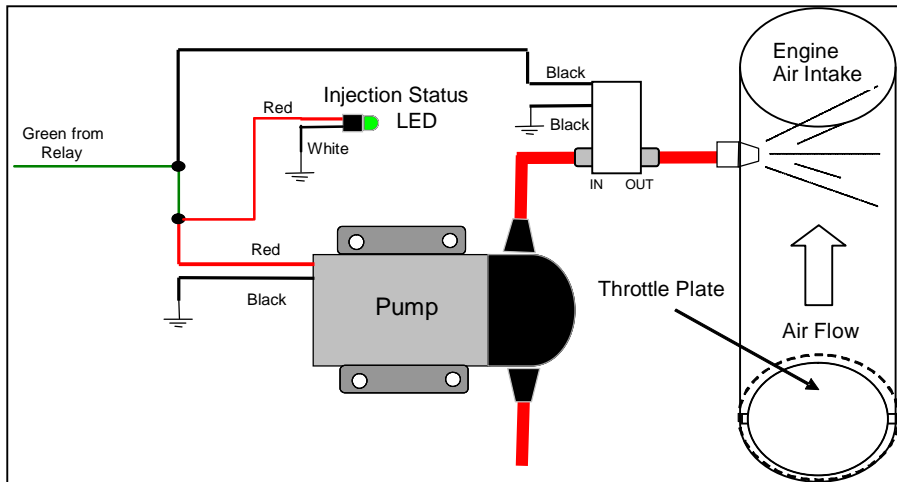 Engine
Air Intake
Black
Injection Status
LED
Red
Black
Green from
Relay
White
IN
OUT
Red
Throttle Plate
Black
Pump
Air Flow